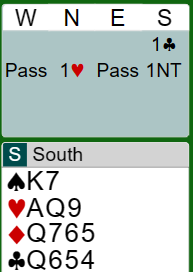 W N E S
1♣
Pass 1♥ Pass 1NT
S South
♠K7
♥AQ9
♦Q765
♣Q654